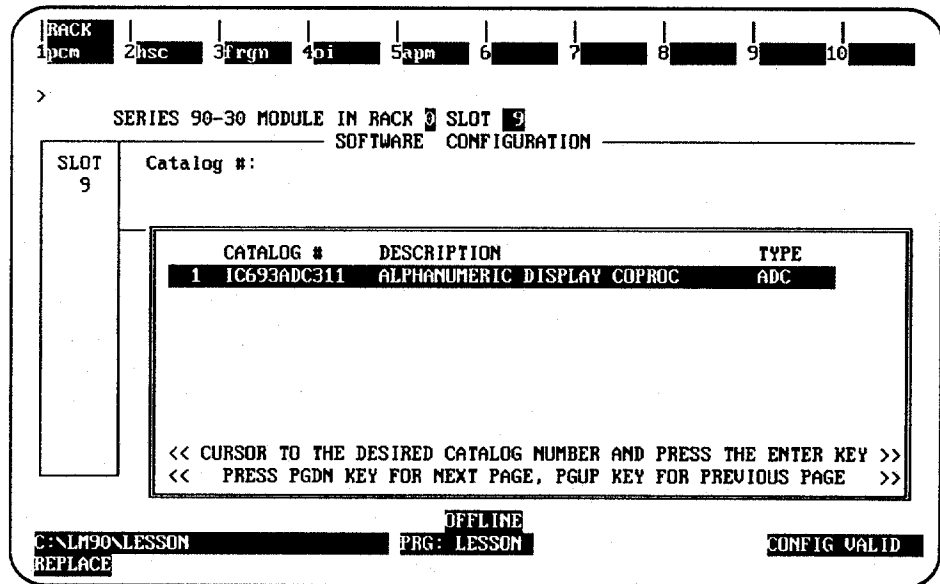 RACK
1pcm 2hsc 3frgn 4oi 5apm 6 7 8 9 10
>
SERIES 90-30 MODULE IN RACK 0 SLOT 9
SOFTWARE CONFIGURATION
SLOT Catalog #:
9
CATALOG # DESCRIPTION TYPE
1 IC693ADC311 ALPHANUMERIC DISPLAY COPROC ADC
<< CURSOR TO THE DESIRED CATALOG NUMBER AND PRESS THE ENTER KEY >>
<< PRESS PGDN KEY FOR NEXT PAGE, PGUP KEY FOR PREVIOUS PAGE >>
OFFLINE
C:\LM90\LESSON PRG: LESSON CONFIG VALID
REPLACE